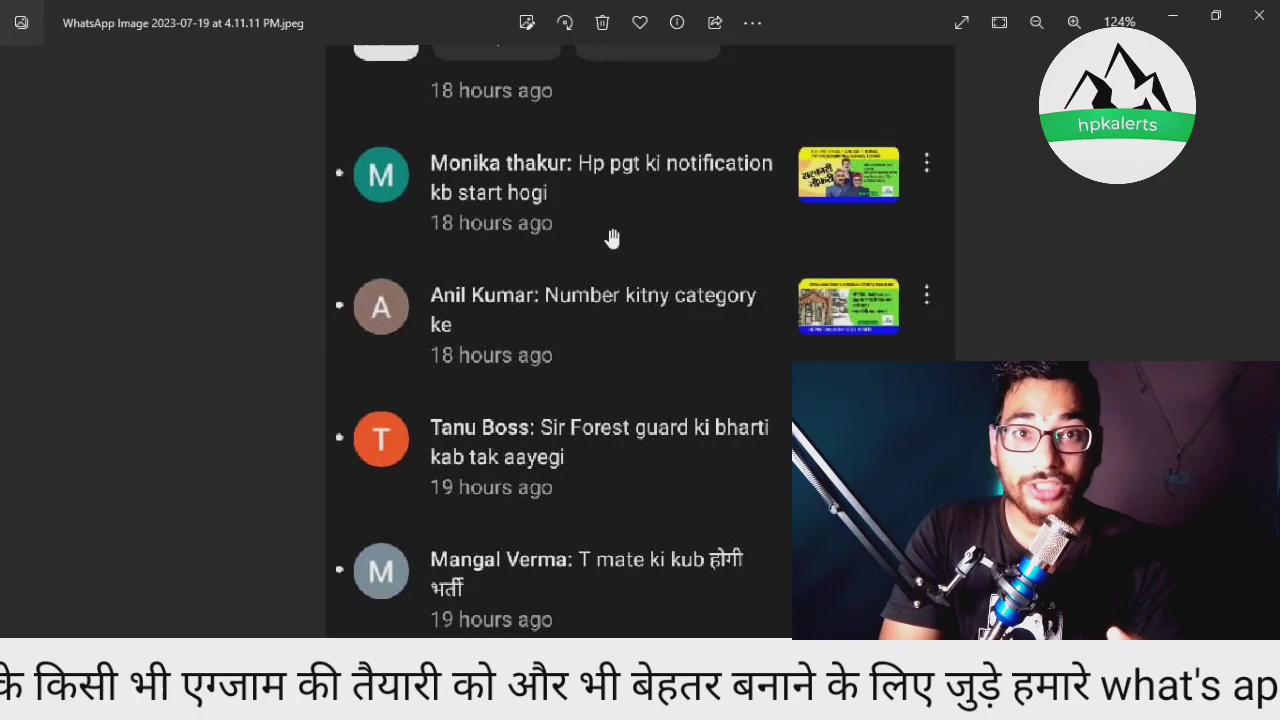 WhatsApp Image 2023-07-19 at 4.11.11 PM.jpeg
124%
hpkalerts
18 hours ago
Monika thakur: Hp pgt ki notification
kb start hogi
18 hours ago
M
Anil Kumar: Number kitny category
ke
18 hours ago
A
Tanu Boss: Sir Forest guard ki bharti
kab tak aayegi
19 hours ago
T
Mangal Verma: T mate ki kub होगी
भर्ती
19 hours ago
M
के किसी भी एग्जाम की तैयारी को और भी बेहतर बनाने के लिए जुड़े हमारे what's ap